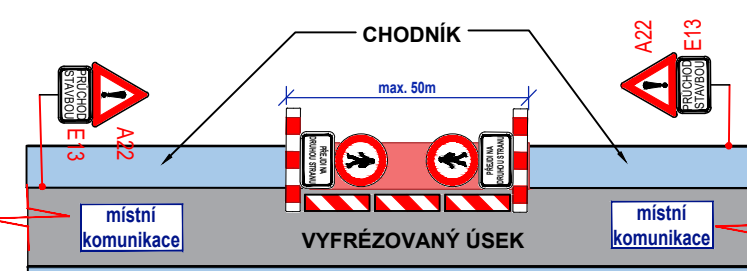 CHODNÍK
A22
E13
PRŮCHOD
STAVBOU
PRŮCHOD
STAVBOU
E13
A22
max. 50m
PŘEJDI NA
DRUHOU STRANU
PŘEJDI NA
DRUHOU STRANU
místní
komunikace
VYFRÉZOVANÝ ÚSEK
místní
komunikace